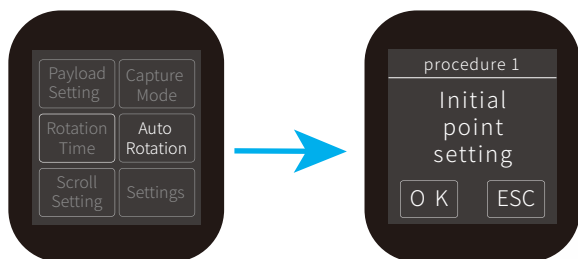 Payload
Setting
Capture
Mode
Rotation
Time
Auto
Rotation
Scroll
Setting
Settings
procedure 1
Initial
point
setting
O K
ESC